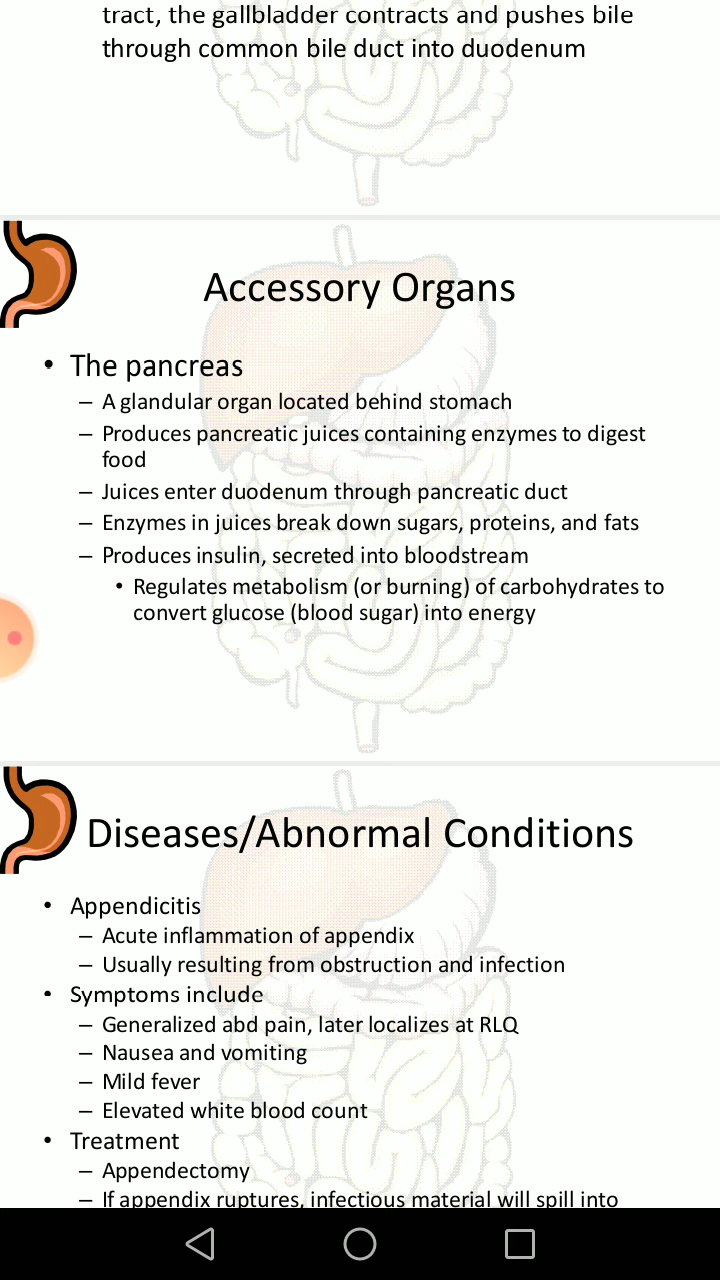 tract, the gallbladder contracts and pushes bile
through common bile duct into duodenum
Accessory Organs
• The pancreas
– A glandular organ located behind stomach
– Produces pancreatic juices containing enzymes to digest
food
– Juices enter duodenum through pancreatic duct
– Enzymes in juices break down sugars, proteins, and fats
– Produces insulin, secreted into bloodstream
• Regulates metabolism (or burning) of carbohydrates to
convert glucose (blood sugar) into energy
Diseases/Abnormal Conditions
• Appendicitis
– Acute inflammation of appendix
– Usually resulting from obstruction and infection
• Symptoms include
– Generalized abd pain, later localizes at RLQ
– Nausea and vomiting
– Mild fever
– Elevated white blood count
• Treatment
– Appendectomy
– If appendix ruptures, infectious material will spill into